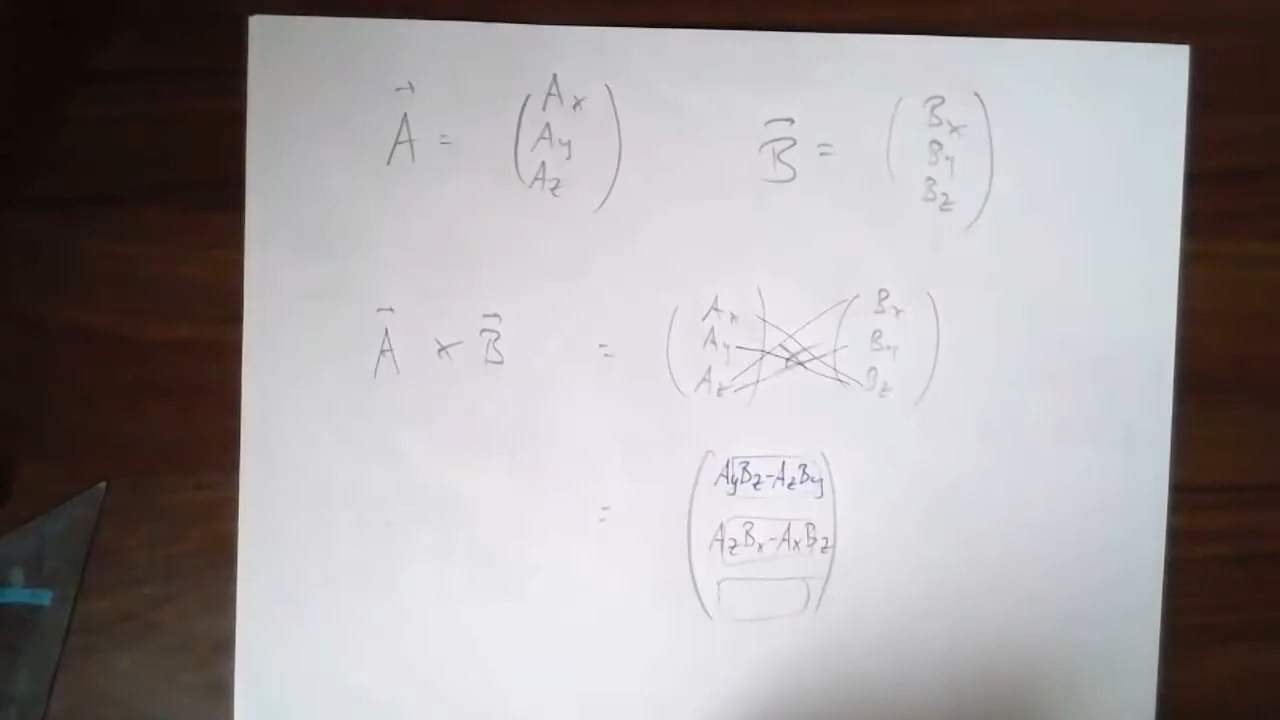 A⃗ = (Ax Ay Az) B⃗ = (Bx By Bz)
A⃗ × B⃗ = (Ax Ay Az) (Bx By Bz)
= (AyBz-AzBy
AzBx-AxBz)